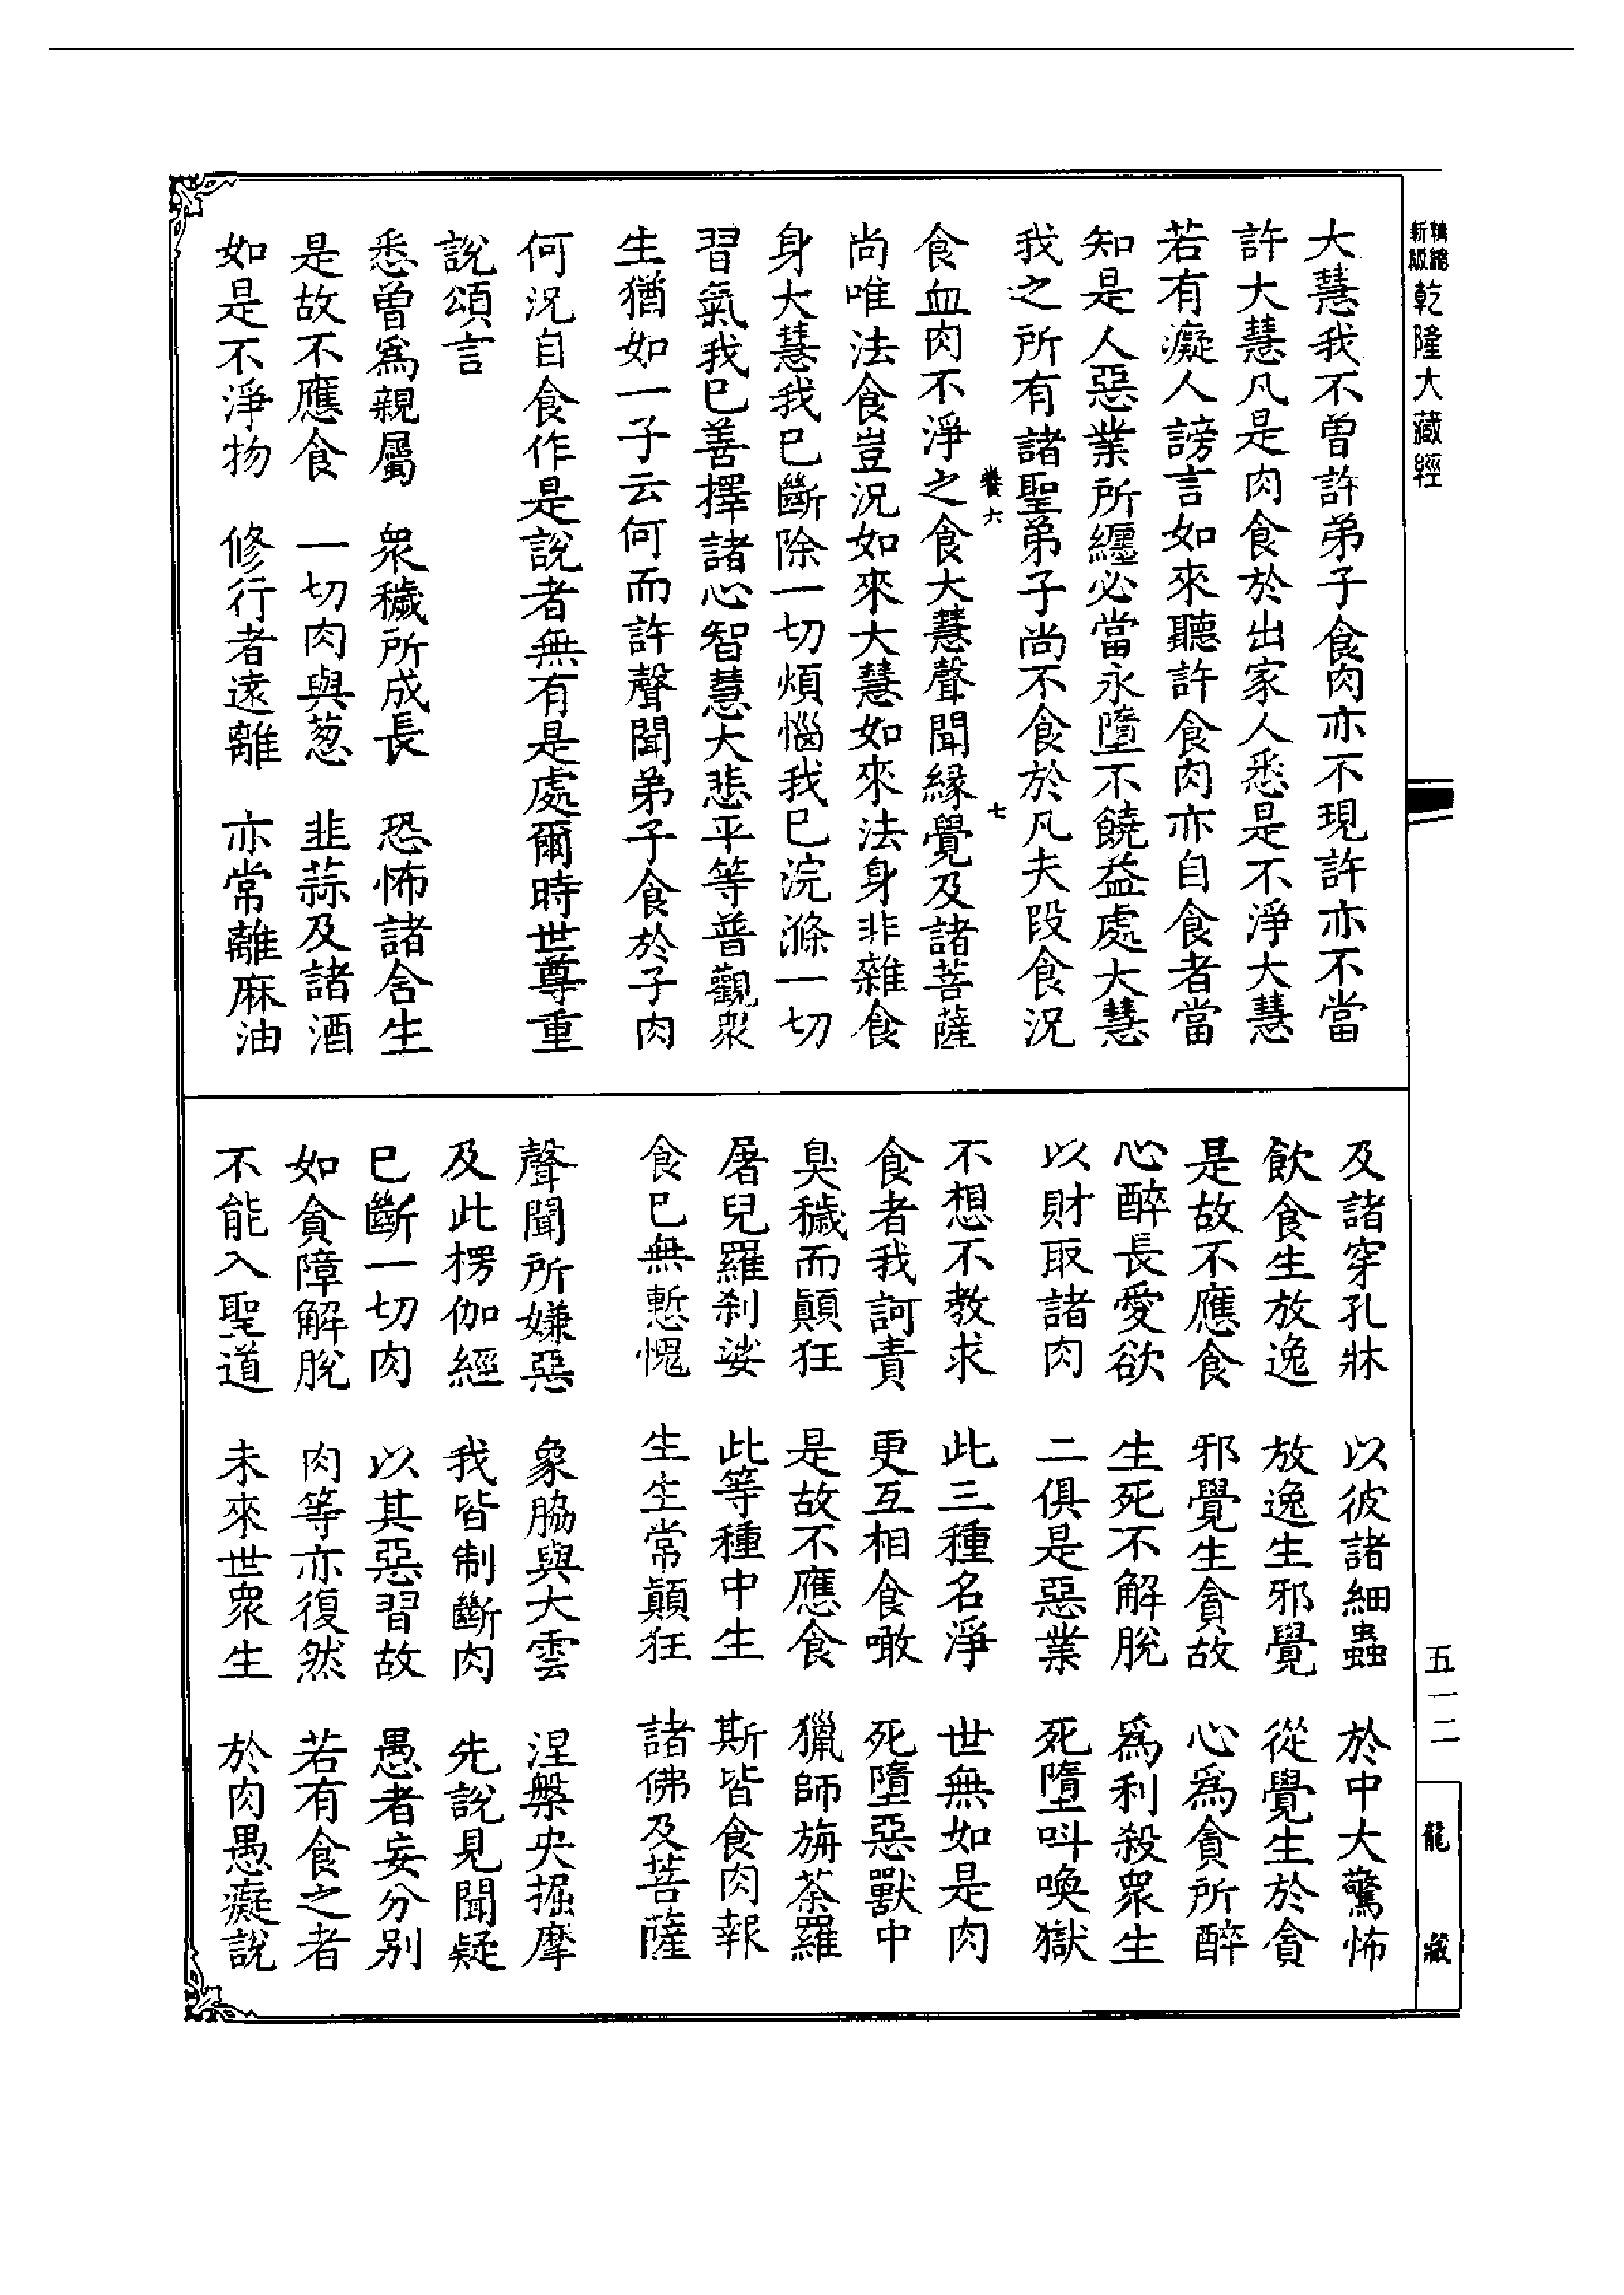 新縮
版編
乾隆大藏經
大慧我不曾許弟子食肉亦不現許亦不當
許大慧凡是肉食於出家人悉是不淨大慧
若有癡人謗言如來聽許食肉亦自食者當
知是人惡業所纏必當永墮不饒益處大慧
我之所有諸聖弟子尚不食於凡夫段食況
養六 七
食血肉不淨之食大慧聲聞緣覺及諸菩薩
尚唯法食豈況如來大慧如來法身非雜食
身大慧我已斷除一切煩惱我已浣滌一切
習氣我已善擇諸心智慧大悲平等普觀眾
生猶如一子云何而許聲聞弟子食於子肉
何況自食作是說者無有是處爾時世尊重
說頌言
悉曾為親屬 眾穢所成長 恐怖諸含生
是故不應食 一切肉與葱 韭蒜及諸酒
如是不淨物 修行者遠離 亦常離麻油
及諸穿孔牀 以彼諸細蟲 於中大驚怖
飲食生放逸 放逸生邪覺 從覺生於貪
是故不應食 邪覺生貪故 心為貪所醉
心醉長愛欲 生死不解脫 為利殺眾生
以財取諸肉 二俱是惡業 死墮叫喚獄
不想不教求 此三種名淨 世無如是肉
食者我訶責 更互相食噉 死墮惡獸中
臭穢而顛狂 是故不應食 獵師旃荼羅
屠兒羅剎娑 此等種中生 斯皆食肉報
食已無慙愧 生生常顛狂 諸佛及菩薩
聲聞所嫌惡 象脇與大雲 涅槃央掘摩
及此楞伽經 我皆制斷肉 先說見聞疑
已斷一切肉 以其惡習故 愚者妄分別
如貪障解脫 肉等亦復然 若有食之者
不能入聖道 未來世眾生 於肉愚癡說
五一二
龍藏